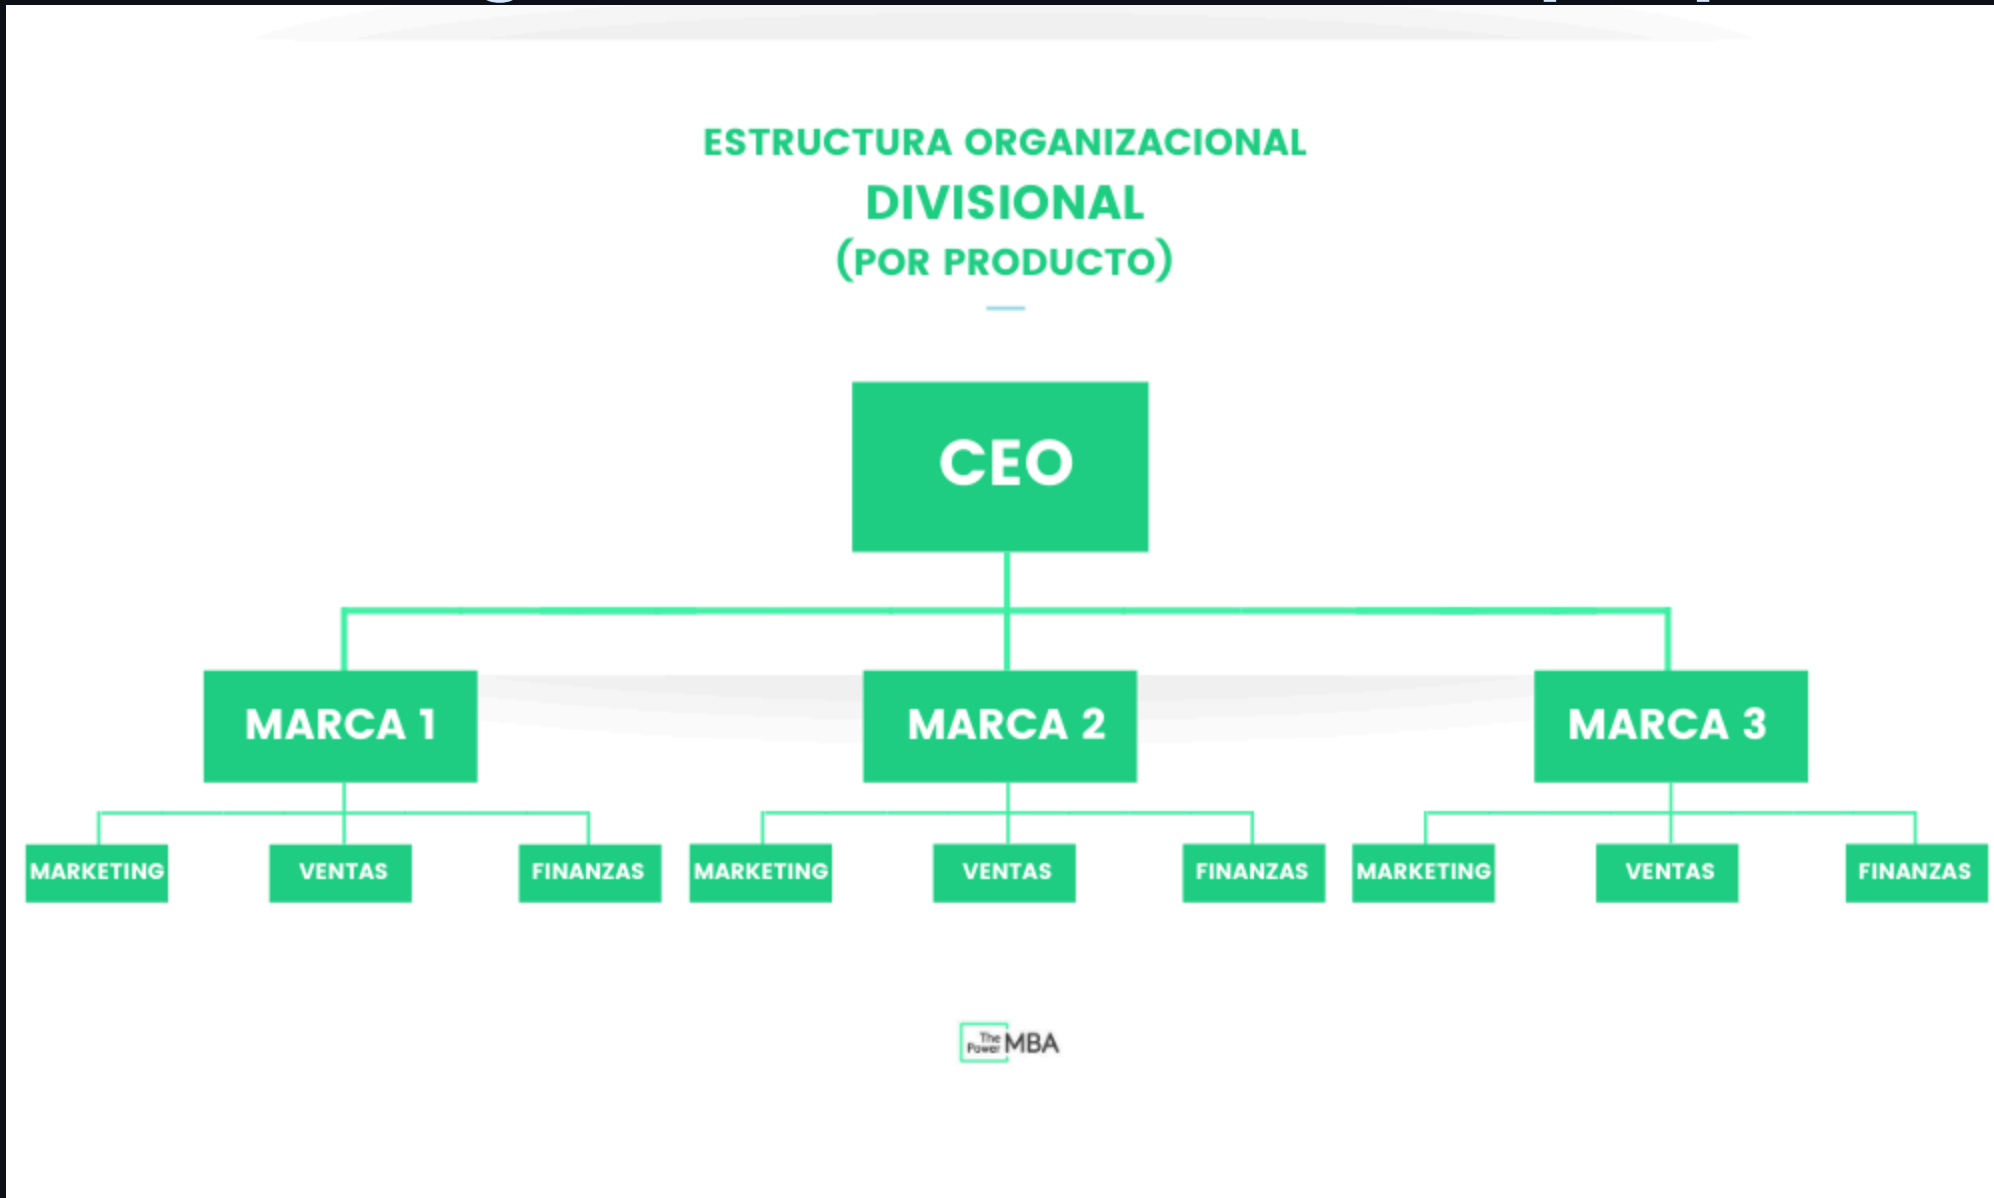 ESTRUCTURA ORGANIZACIONAL
DIVISIONAL
(POR PRODUCTO)
CEO
MARCA 1
MARCA 2
MARCA 3
MARKETING
VENTAS
FINANZAS
MARKETING
VENTAS
FINANZAS
MARKETING
VENTAS
FINANZAS
The
Power MBA